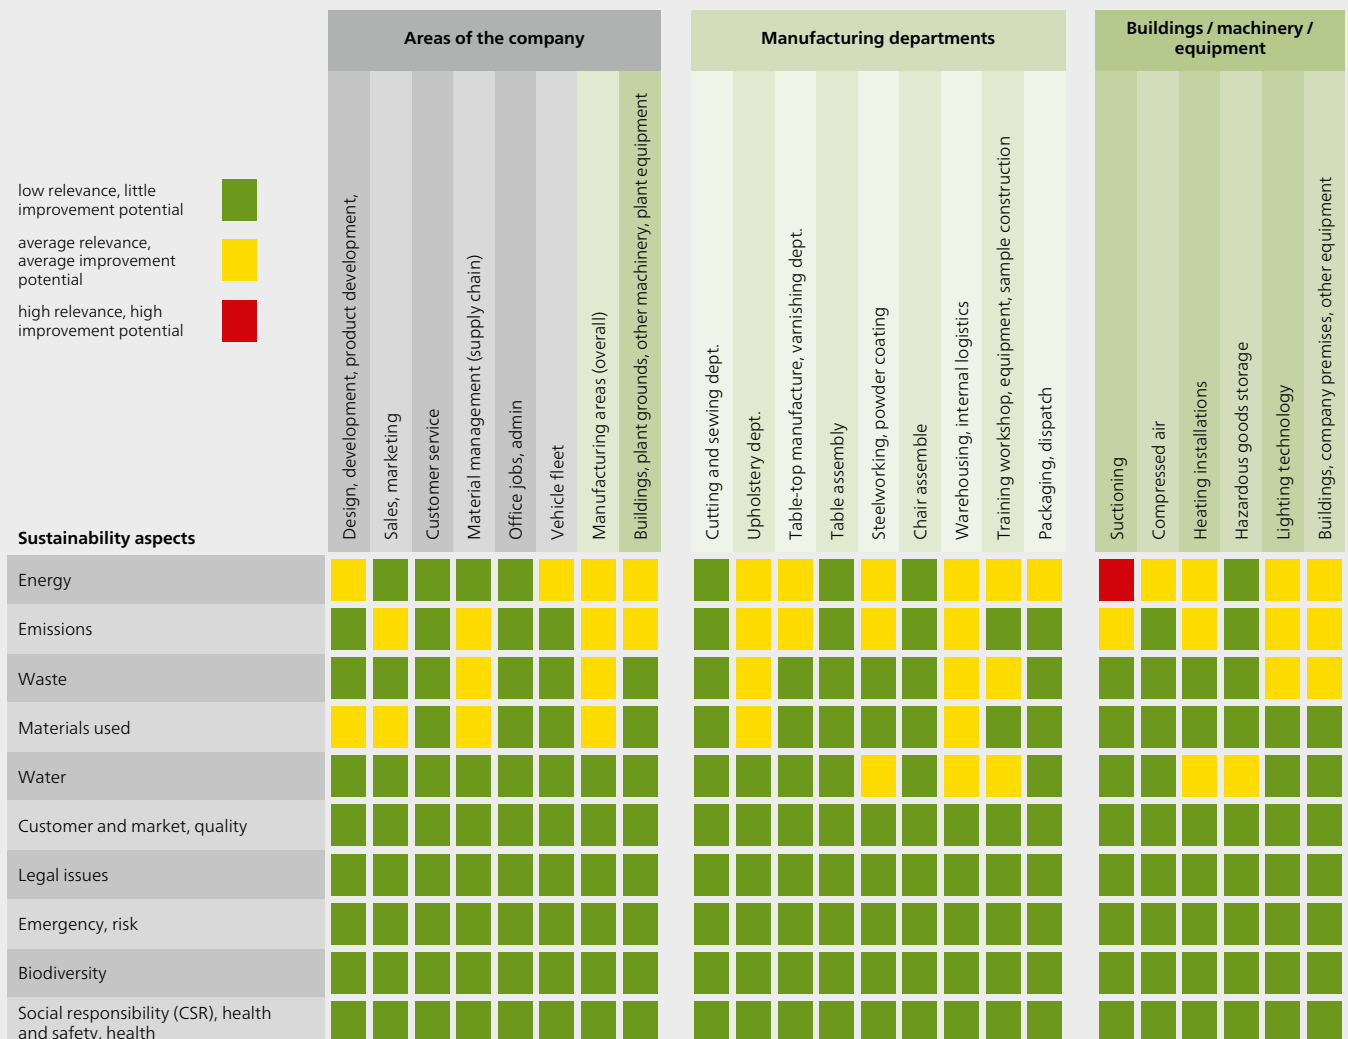 Areas of the company
Manufacturing departments
Buildings / machinery /
equipment
low relevance, little
improvement potential
average relevance,
average improvement
potential
high relevance, high
improvement potential
Design, development, product development,
Sales, marketing
Customer service
Material management (supply chain)
Office jobs, admin
Vehicle fleet
Manufacturing areas (overall)
Buildings, plant grounds, other machinery, plant equipment
Cutting and sewing dept.
Upholstery dept.
Table-top manufacture, varnishing dept.
Table assembly
Steelworking, powder coating
Chair assemble
Warehousing, internal logistics
Training workshop, equipment, sample construction
Packaging, dispatch
Suctioning
Compressed air
Heating installations
Hazardous goods storage
Lighting technology
Buildings, company premises, other equipment
Sustainability aspects
Energy
Emissions
Waste
Materials used
Water
Customer and market, quality
Legal issues
Emergency, risk
Biodiversity
Social responsibility (CSR), health
and safety, health